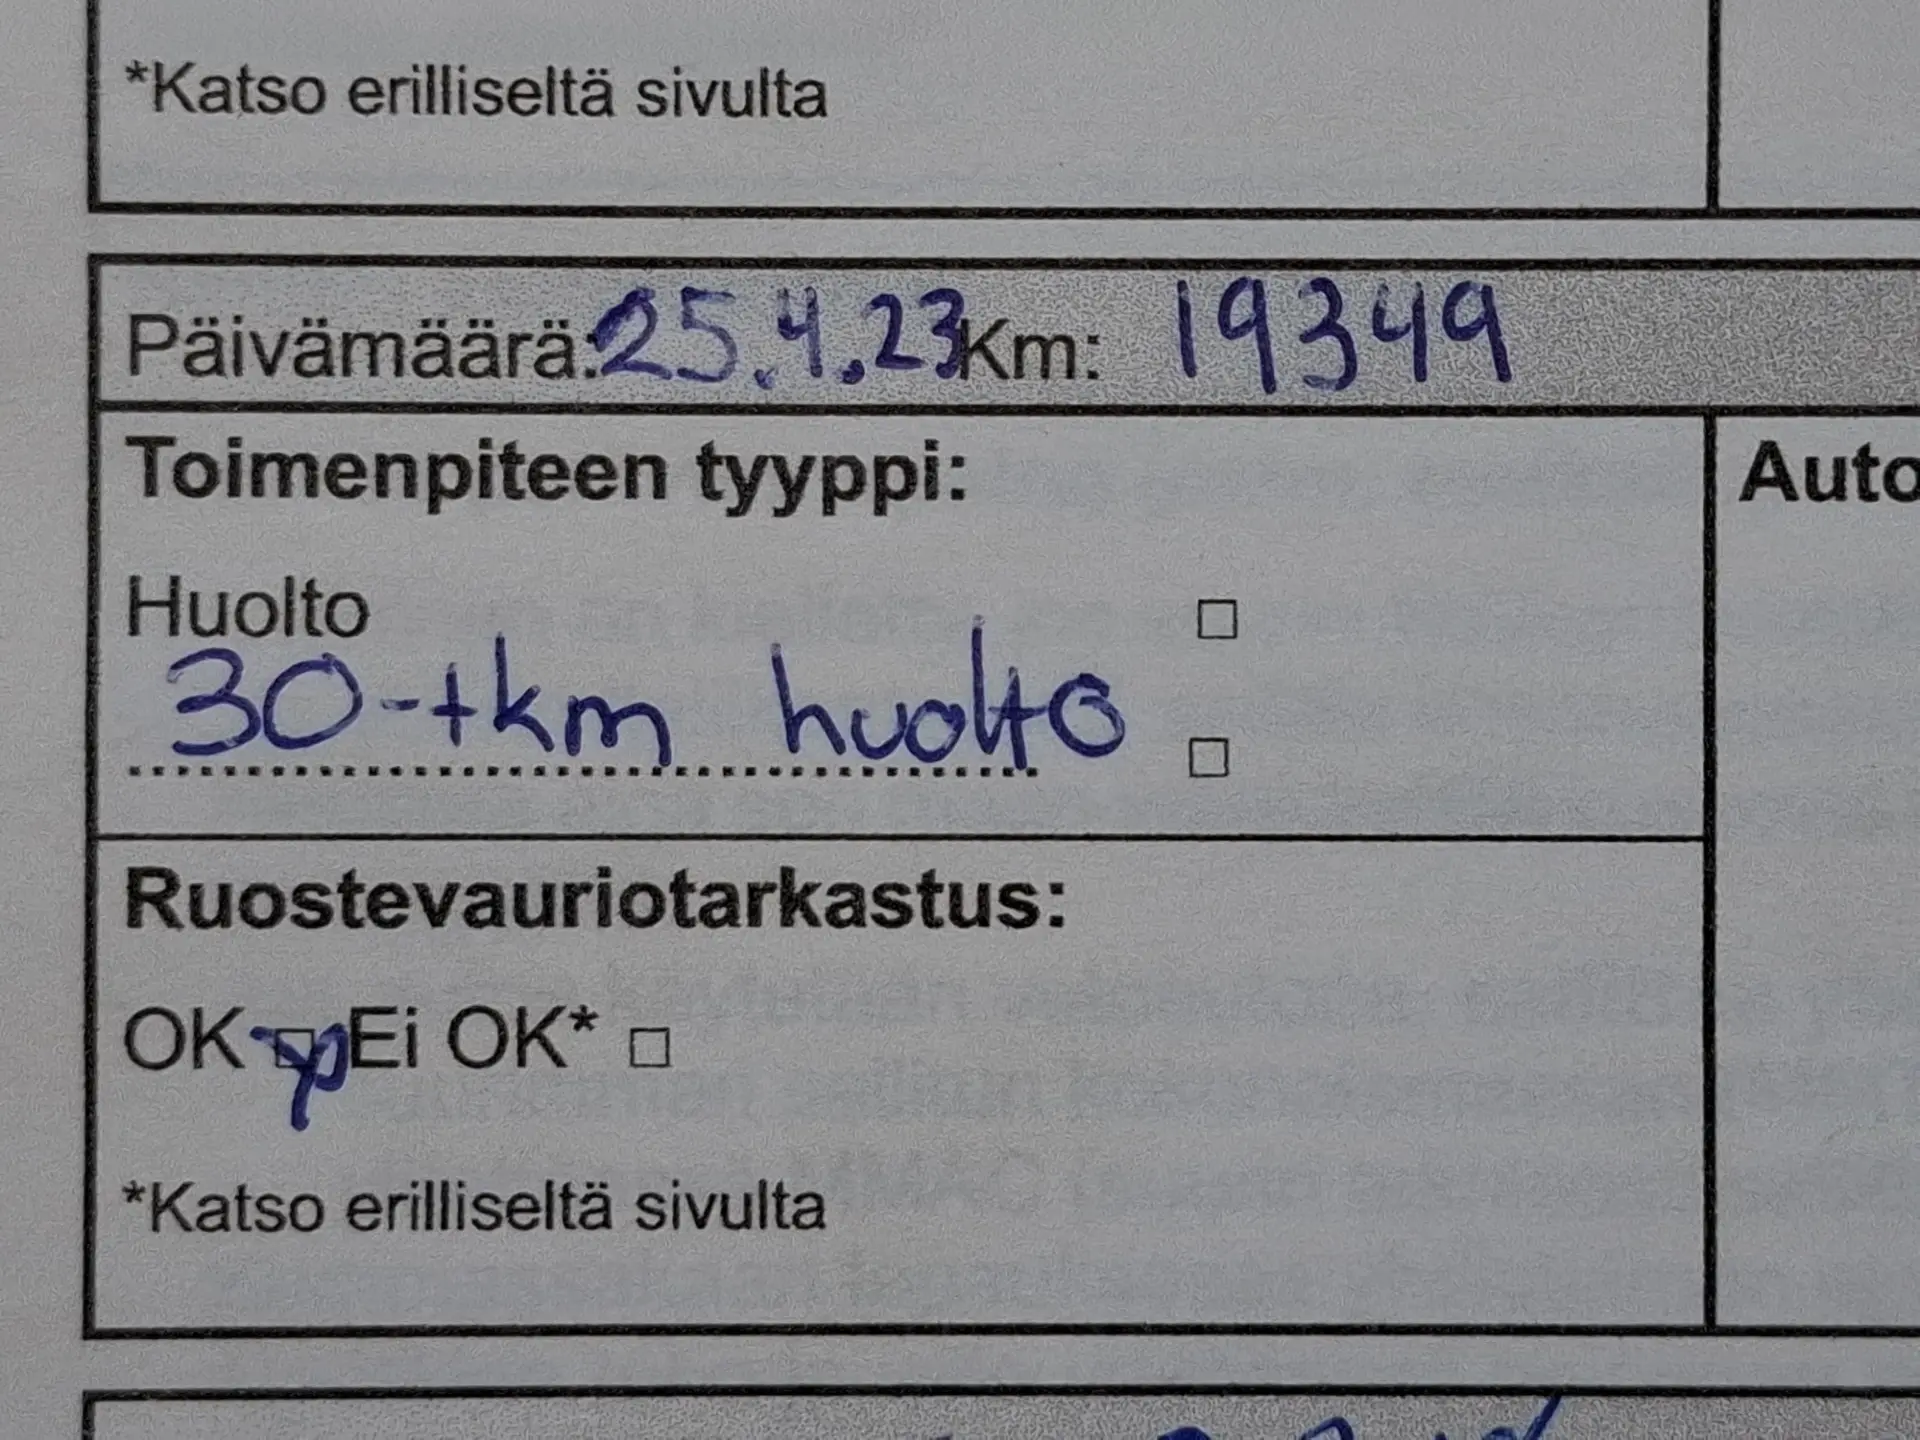 *Katso erilliseltä sivulta
Päivämäärä: 25.4.23 Km: 19349
Toimenpiteen tyyppi:
Auto
Huolto □
30-tkm huolto □
Ruostevauriotarkastus:
OK □ Ei OK* □
*Katso erilliseltä sivulta